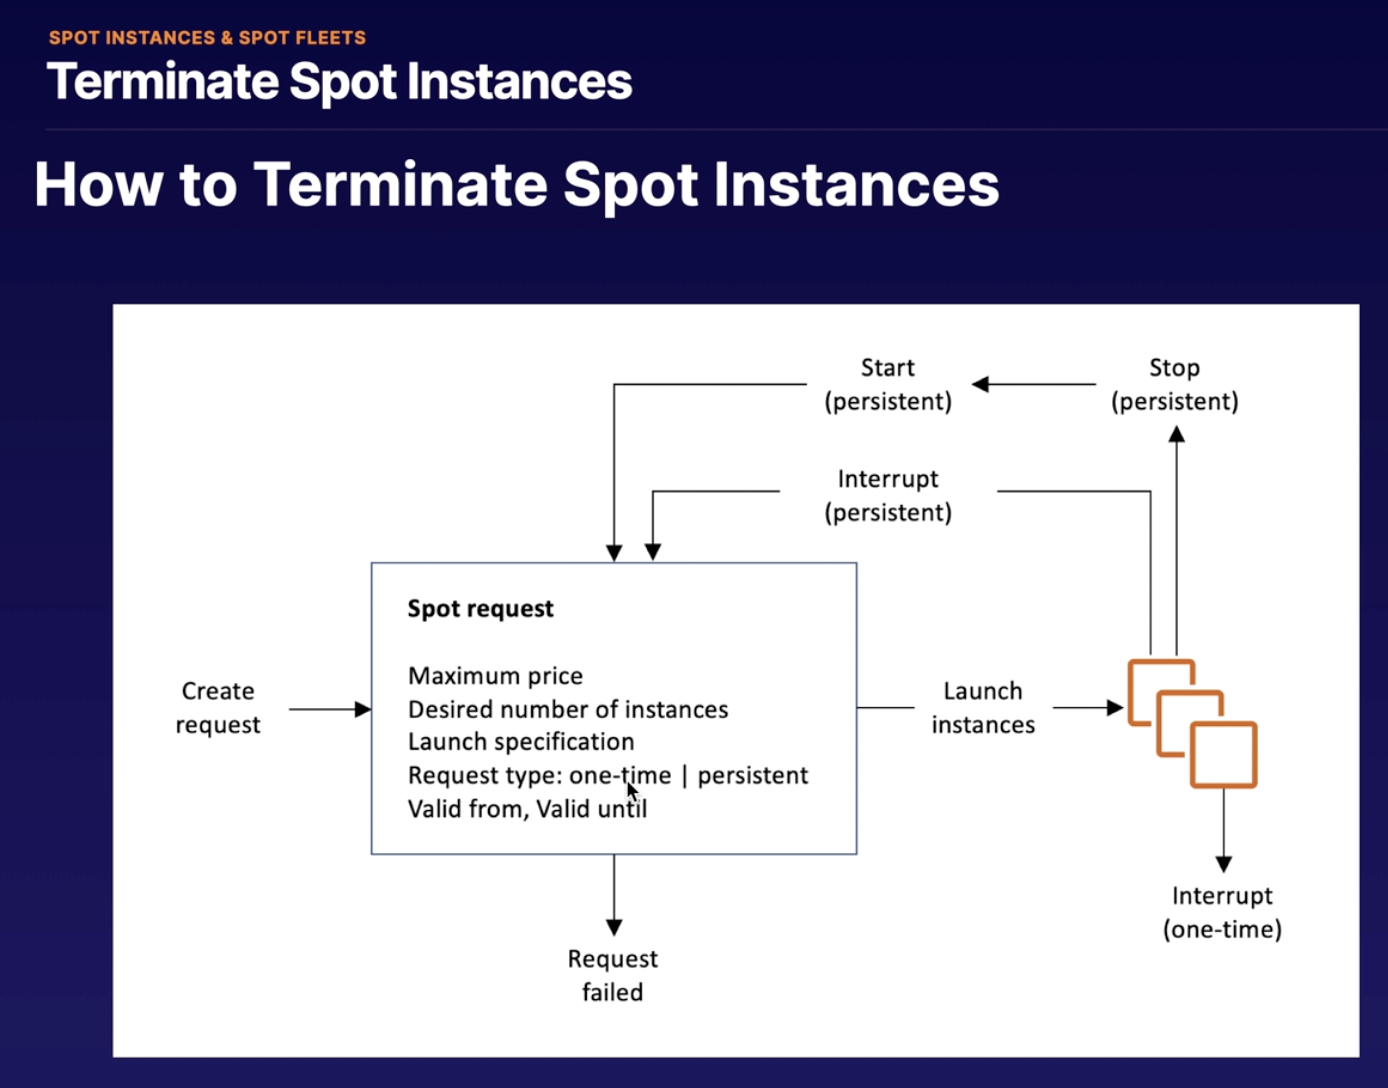 SPOT INSTANCES & SPOT FLEETS
Terminate Spot Instances
How to Terminate Spot Instances
Start
(persistent)
Stop
(persistent)
Interrupt
(persistent)
Spot request
Maximum price
Desired number of instances
Launch specification
Request type: one-time | persistent
Valid from, Valid until
Create
request
Launch
instances
Interrupt
(one-time)
Request
failed